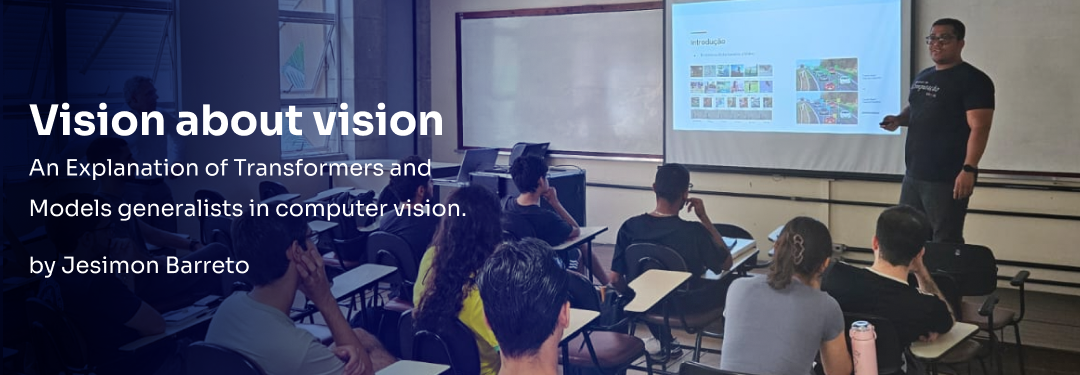 Vision about vision
An Explanation of Transformers and
Models generalists in computer vision.
by Jesimon Barreto
Introdução